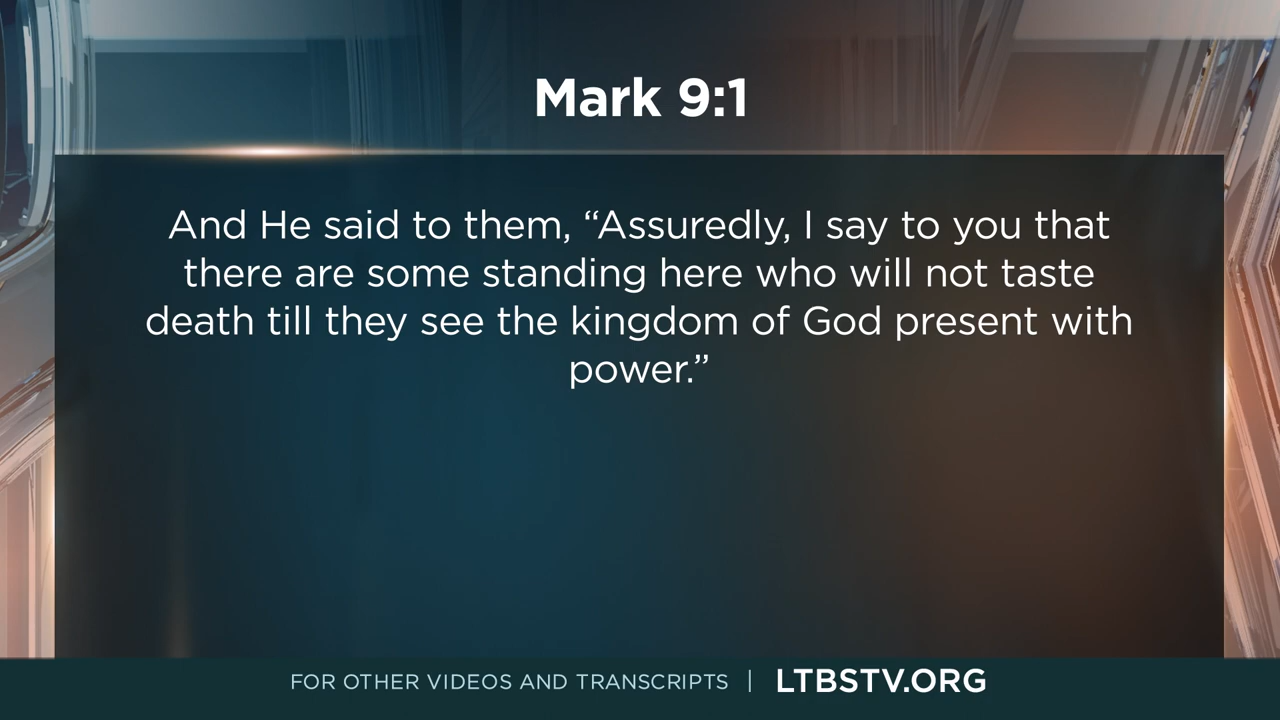 Mark 9:1
And He said to them, “Assuredly, I say to you that
there are some standing here who will not taste
death till they see the kingdom of God present with
power.”
FOR OTHER VIDEOS AND TRANSCRIPTS | LTBSTV.ORG